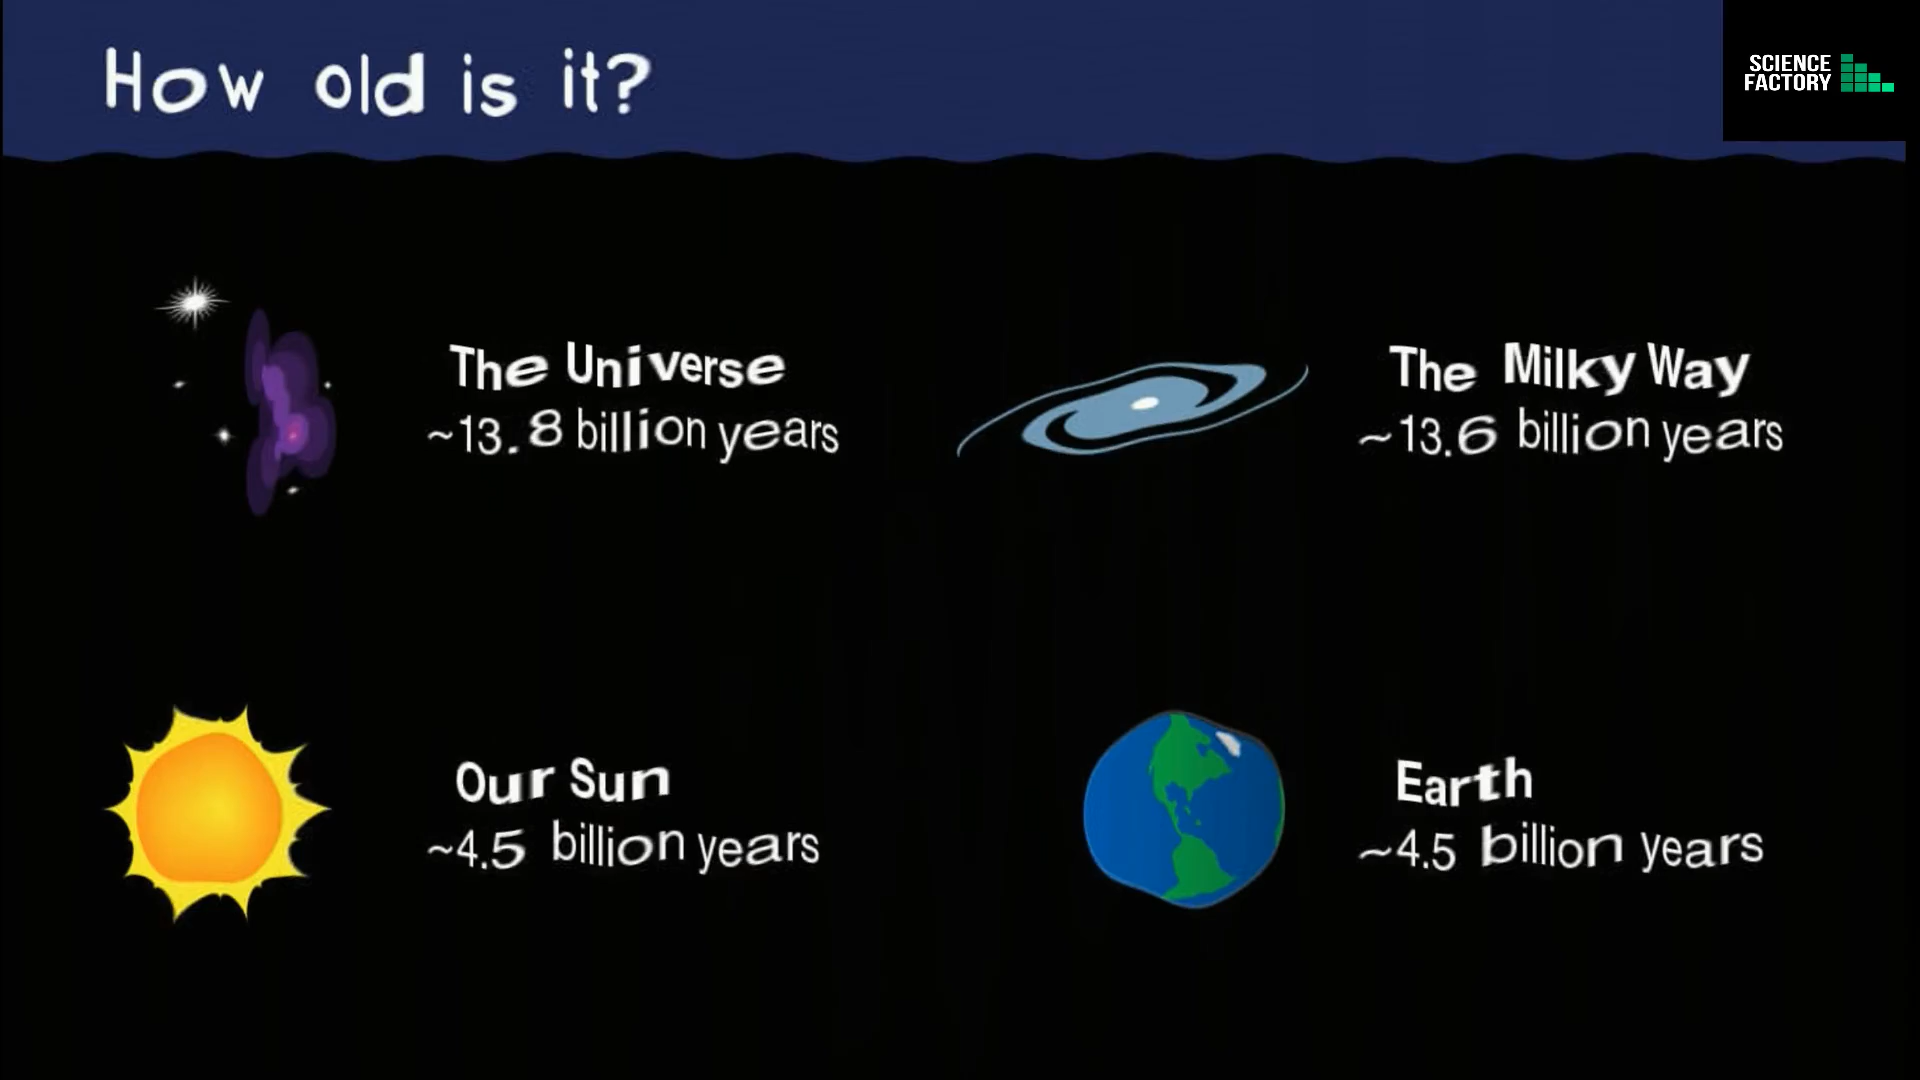 How old is it?
SCIENCE
FACTORY
The Universe
~13.8 billion years
The Milky Way
~13.6 billion years
Our Sun
~4.5 billion years
Earth
~4.5 billion years